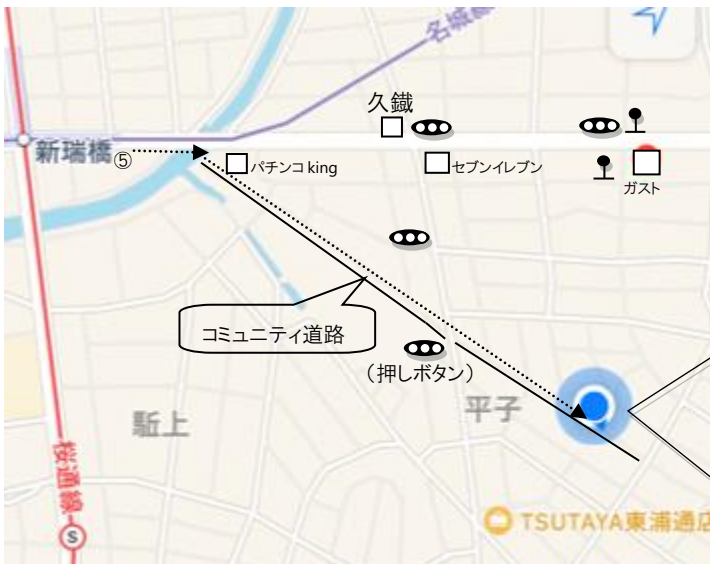 名城線
久鐵
新瑞橋⑤
パチンコ king
セブンイレブン
ガスト
コミュニティ道路
（押しボタン）
平子
駈上
桜通線
S
TSUTAYA東浦通店